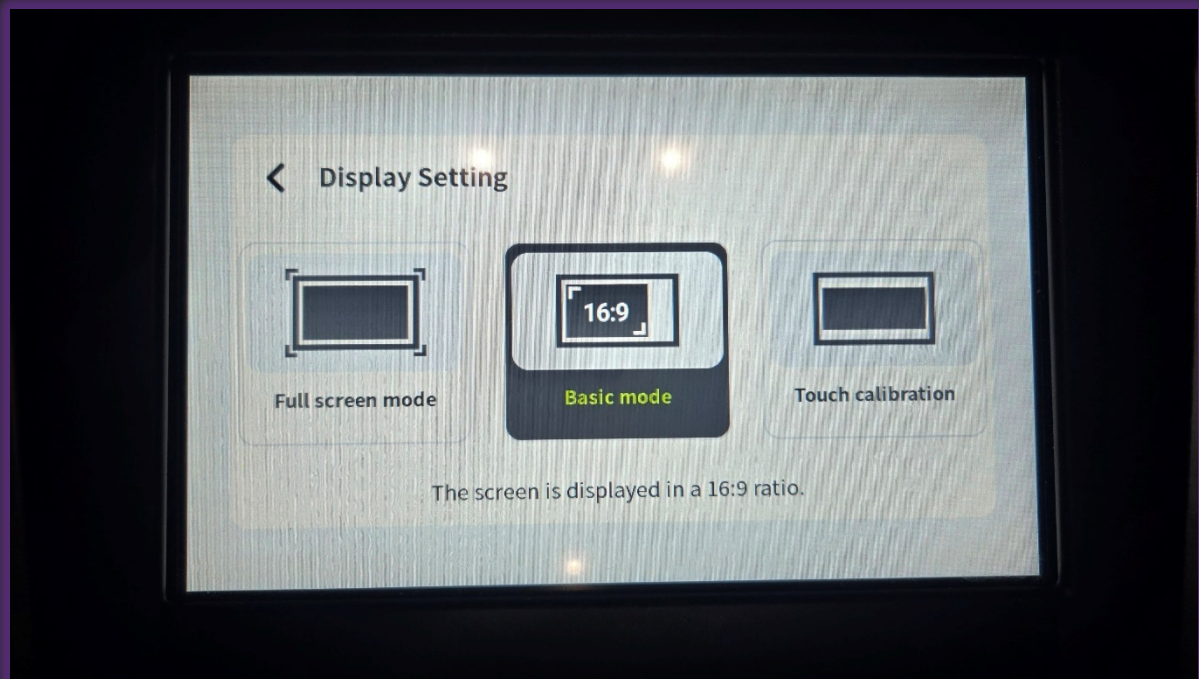 Display Setting
16:9
Full screen mode
Basic mode
Touch calibration
The screen is displayed in a 16:9 ratio.